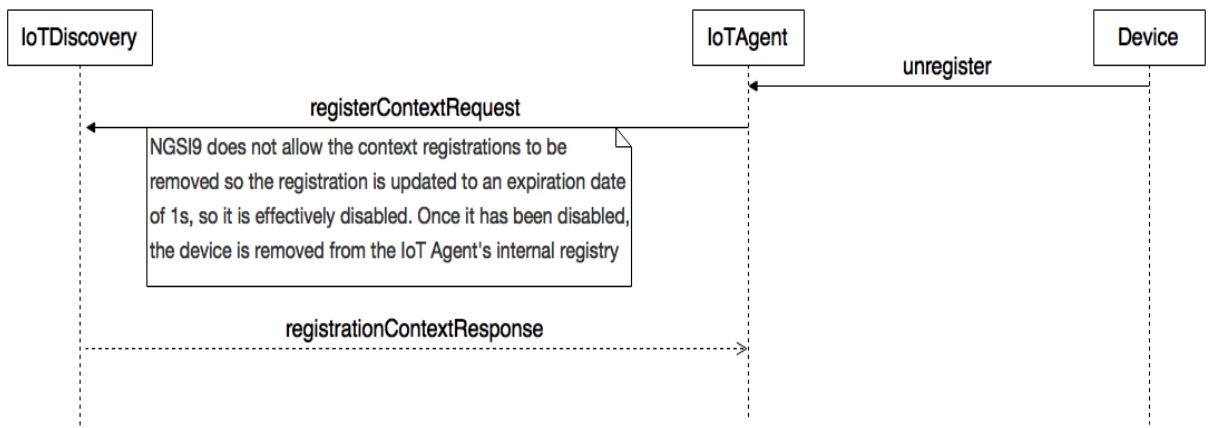 IoTDiscovery
IoTAgent
Device
unregister
registerContextRequest
NGSI9 does not allow the context registrations to be
removed so the registration is updated to an expiration date
of 1s, so it is effectively disabled. Once it has been disabled,
the device is removed from the IoT Agent's internal registry
registrationContextResponse